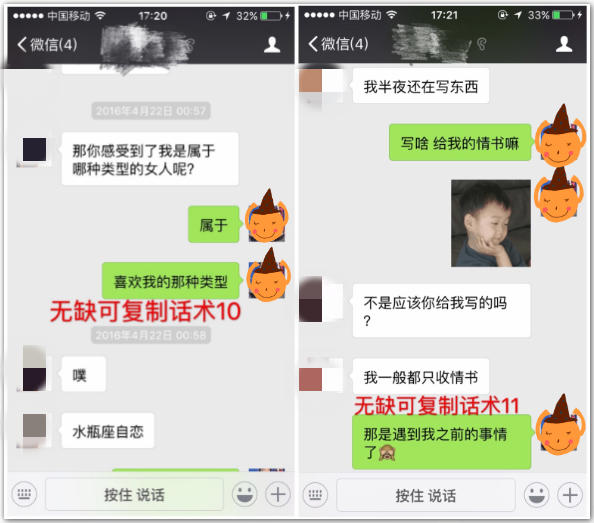 中国移动
17:20
32%
微信(4)
2016年4月22日 00:57
那你感受到了我是属于
哪种类型的女人呢?
属于
喜欢我的那种类型
无缺可复制话术10
2016年4月22日 00:58
噗
水瓶座自恋
按住 说话
中国移动
17:21
33%
微信(4)
我半夜还在写东西
写啥 给我的情书嘛
不是应该你给我写的吗
?
我一般都只收情书
无缺可复制话术11
那是遇到我之前的事情
了
按住 说话